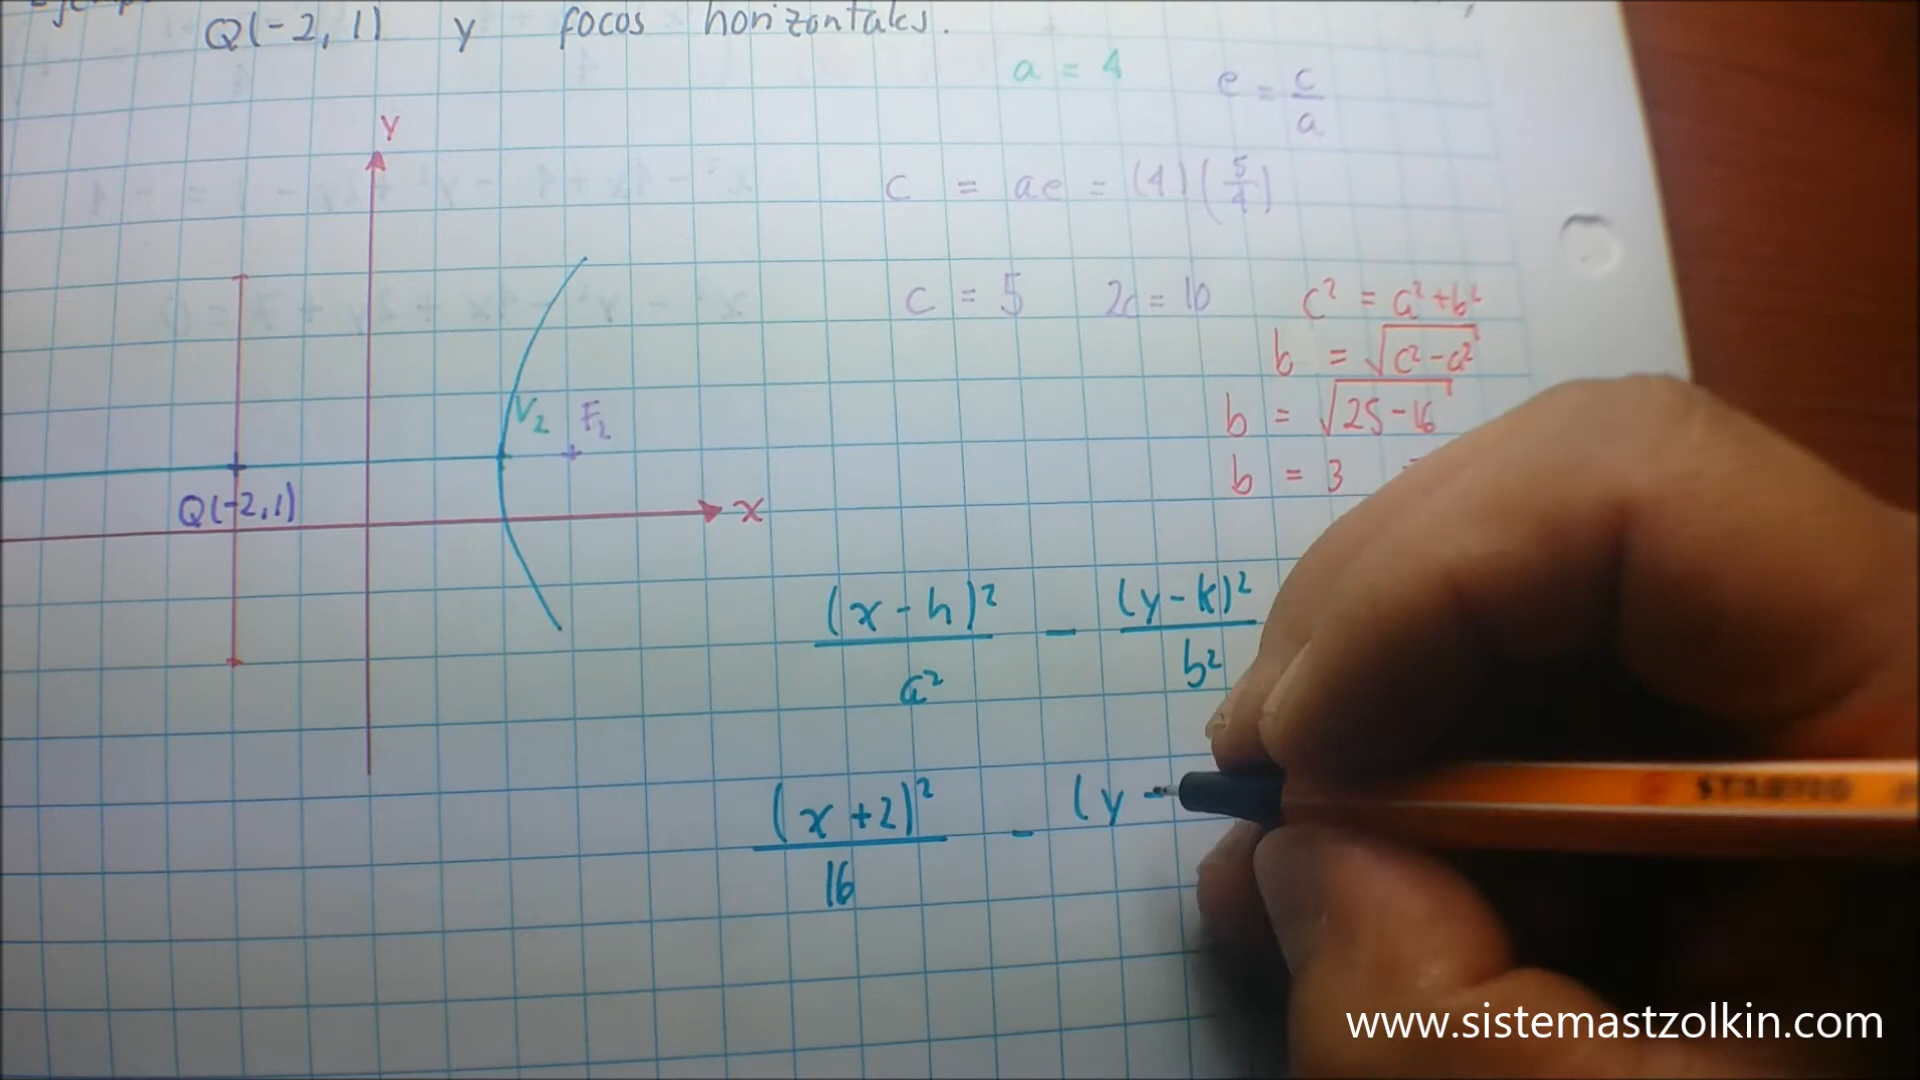 Q(-2, 1) y focos horizontales.
a = 4
e = c/a
c = ae = (4)(5/4)
c = 5 2c = 10
c² = a²+b²
b = √c²-a²
b = √25-16
b = 3
y
V₂ F₂
Q(-2,1)
x
(x-h)²/a² - (y-k)²/b²
(x+2)²/16 - (y -
STABILO
www.sistemastzolkin.com